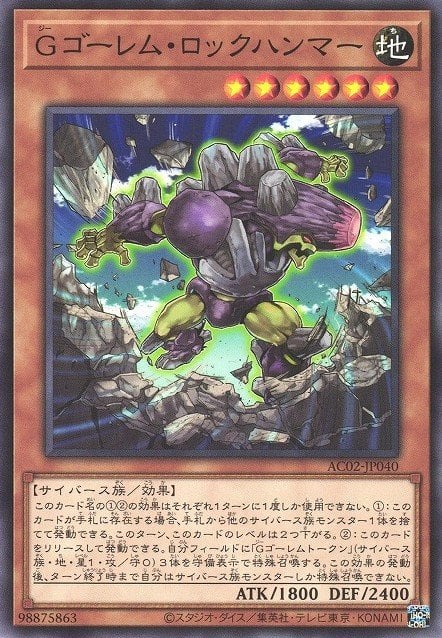 Gゴーレム・ロックハンマー
地
AC02-JP040
【サイバース族／効果】
このカード名の①②の効果はそれぞれ1ターンに1度しか使用できない。①：この
カードが手札に存在する場合、手札から他のサイバース族モンスター1体を捨
て発動できる。このターン、このカードのレベルは2つ下がる。②：このカード
をリリースして発動できる。自分フィールドに「Gゴーレムトークン」（サイバース
族・地・星1・攻／守0）3体を守備表示で特殊召喚する。この効果の発動
後、ターン終了時まで自分はサイバース族モンスターしか特殊召喚できない。
ATK/1800 DEF/2400
98875863
©スタジオ・ダイス／集英社・テレビ東京・KONAMI